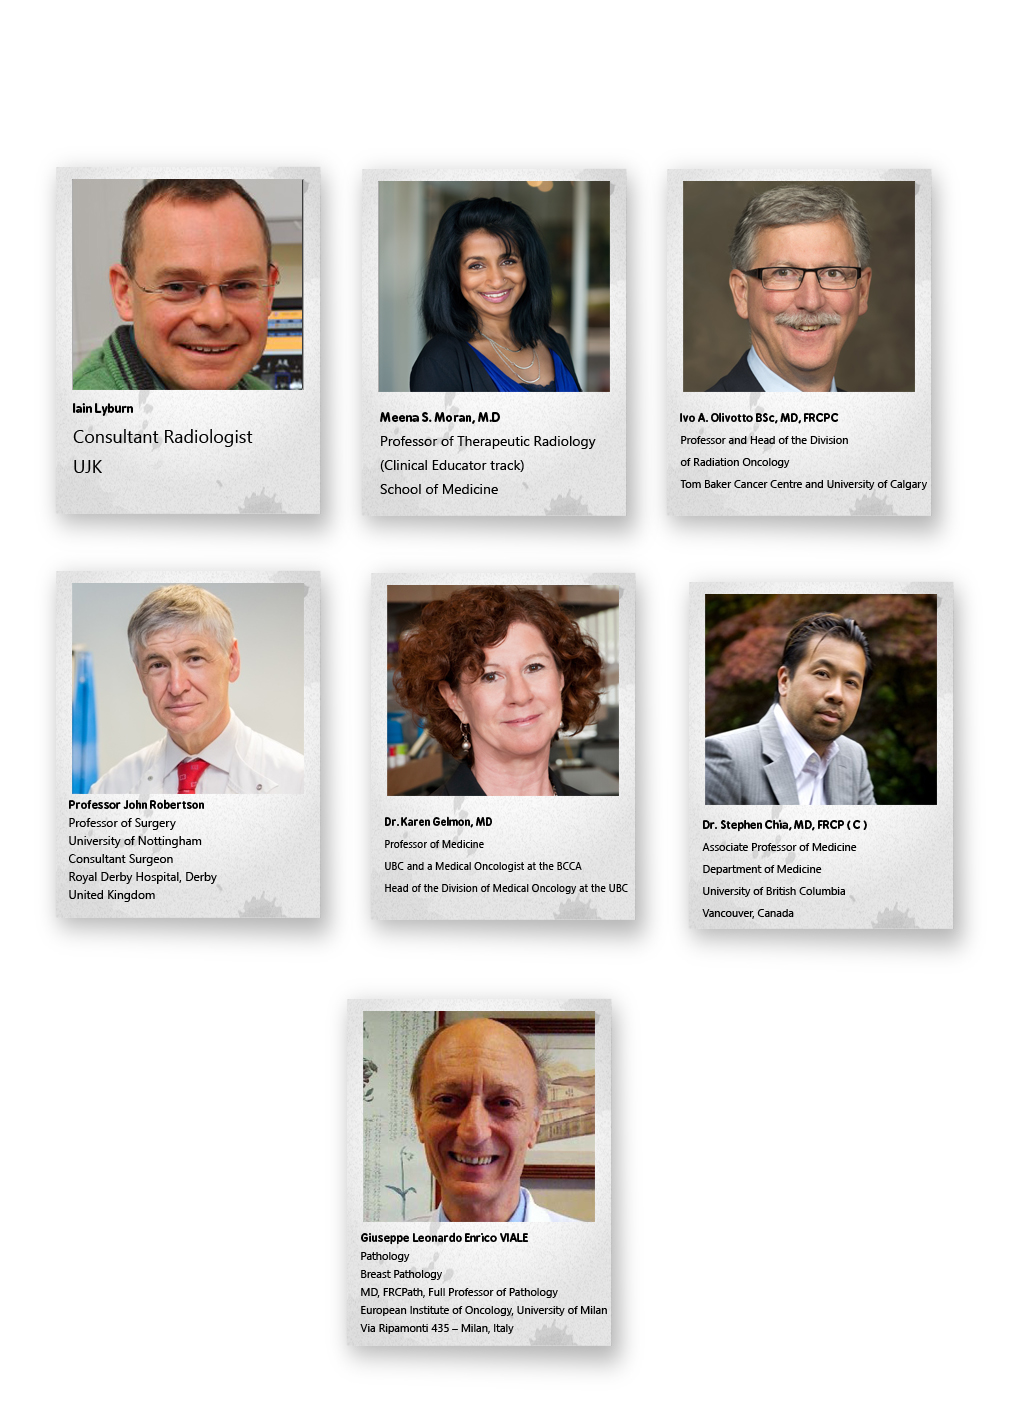 Iain Lyburn
Consultant Radiologist
UJK
Meena S. Moran, M.D
Professor of Therapeutic Radiology
(Clinical Educator track)
School of Medicine
Ivo A. Olivotto BSc, MD, FRCPC
Professor and Head of the Division
of Radiation Oncology
Tom Baker Cancer Centre and University of Calgary
Professor John Robertson
Professor of Surgery
University of Nottingham
Consultant Surgeon
Royal Derby Hospital, Derby
United Kingdom
Dr. Karen Gelmon, MD
Professor of Medicine
UBC and a Medical Oncologist at the BCCA
Head of the Division of Medical Oncology at the UBC
Dr. Stephen Chia, MD, FRCP ( C )
Associate Professor of Medicine
Department of Medicine
University of British Columbia
Vancouver, Canada
Giuseppe Leonardo Enrico VIALE
Pathology
Breast Pathology
MD, FRCPath, Full Professor of Pathology
European Institute of Oncology, University of Milan
Via Ripamonti 435 – Milan, Italy